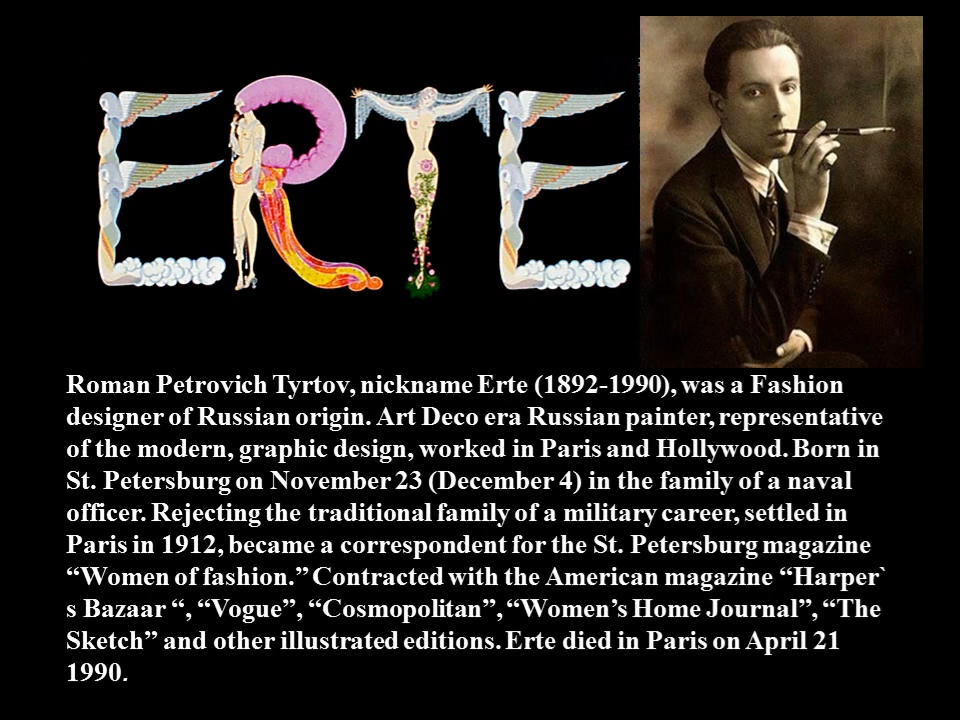 ERTE
Roman Petrovich Tyrtov, nickname Erte (1892-1990), was a Fashion
designer of Russian origin. Art Deco era Russian painter, representative
of the modern, graphic design, worked in Paris and Hollywood. Born in
St. Petersburg on November 23 (December 4) in the family of a naval
officer. Rejecting the traditional family of a military career, settled in
Paris in 1912, became a correspondent for the St. Petersburg magazine
“Women of fashion.” Contracted with the American magazine “Harper`
s Bazaar “, “Vogue”, “Cosmopolitan”, “Women’s Home Journal”, “The
Sketch” and other illustrated editions. Erte died in Paris on April 21
1990.